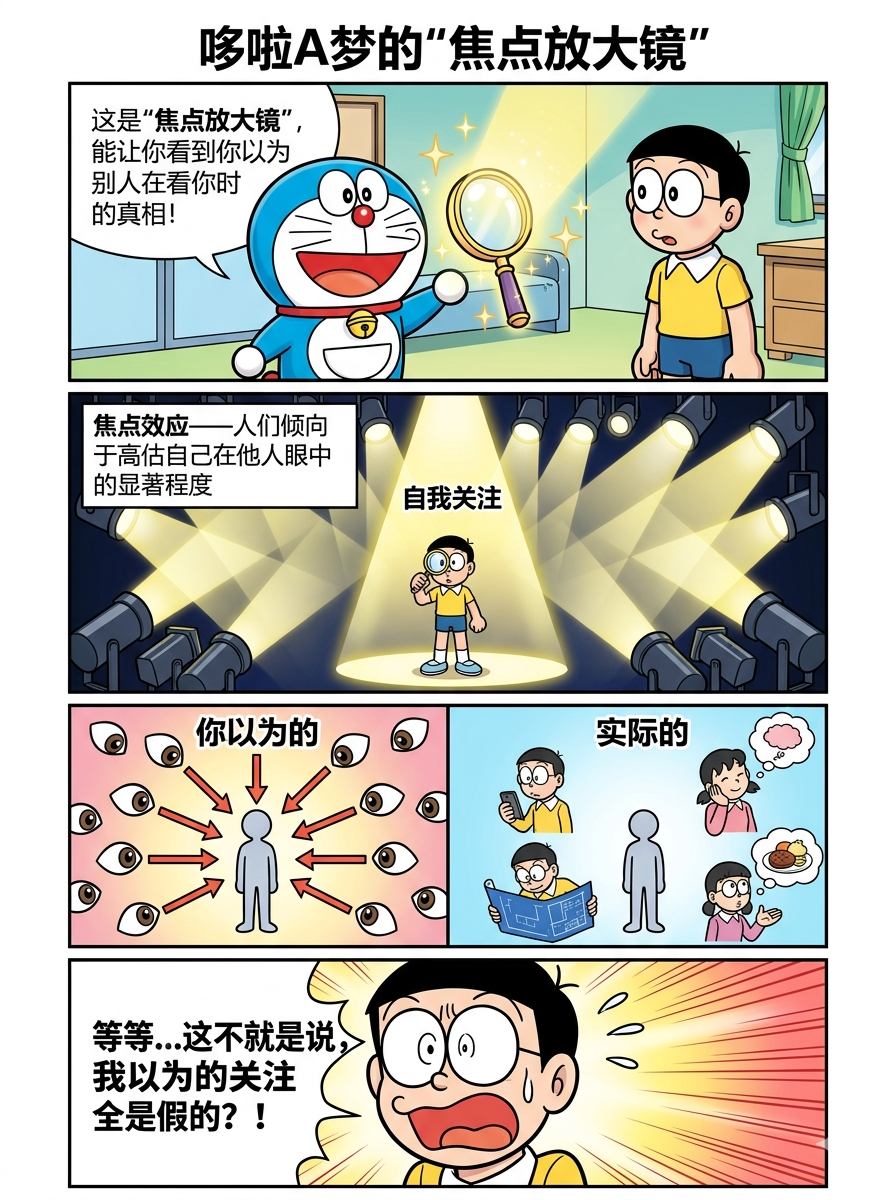 哆啦A梦的“焦点放大镜”
这是“焦点放大镜”，
能让你看到你以为
别人在看你时
的真相！
焦点效应——人们倾向
于高估自己在他人眼中
的显著程度
自我关注
你以为的
实际的
等等...这不就是说，
我以为的关注
全是假的？！